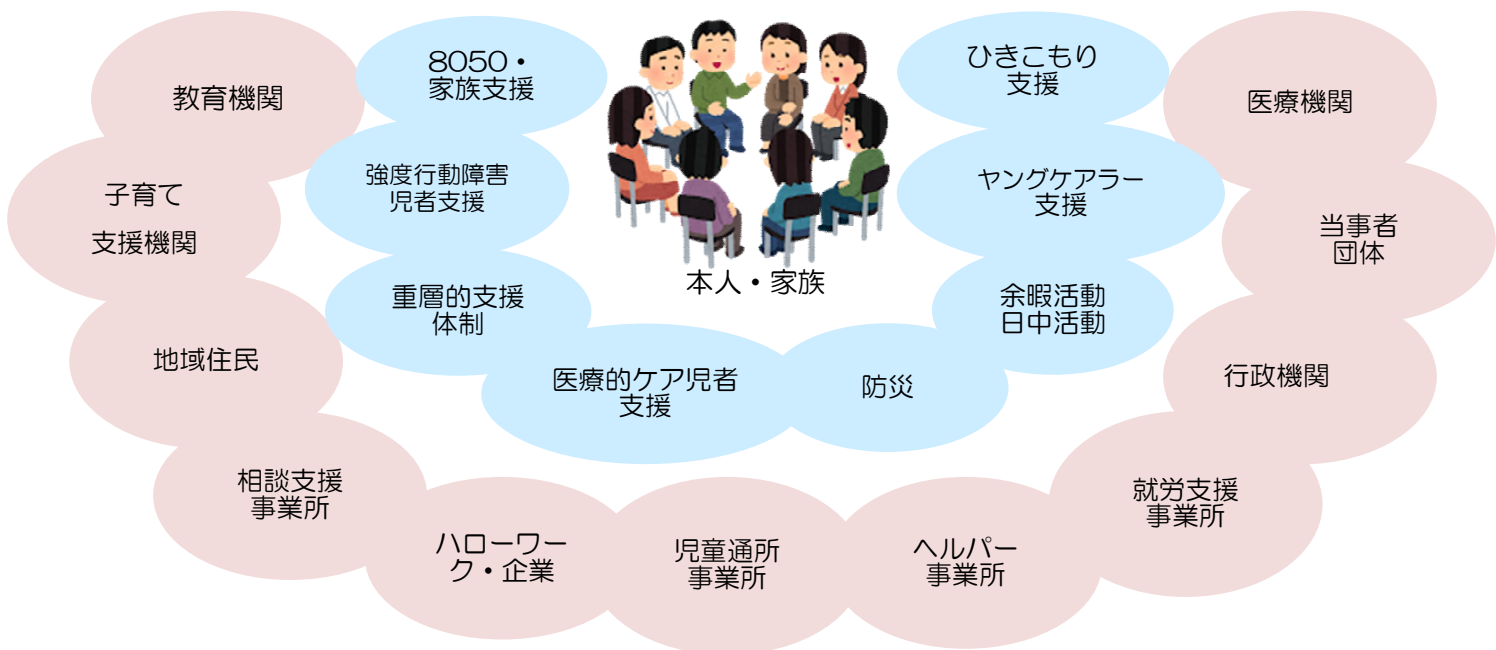 教育機関
8050・
家族支援
ひきこもり
支援
医療機関
子育て
支援機関
強度行動障害
児者支援
ヤングケアラー
支援
当事者
団体
本人・家族
重層的支援
体制
余暇活動
日中活動
地域住民
医療的ケア児者
支援
防災
行政機関
相談支援
事業所
ハローワー
ク・企業
児童通所
事業所
ヘルパー
事業所
就労支援
事業所